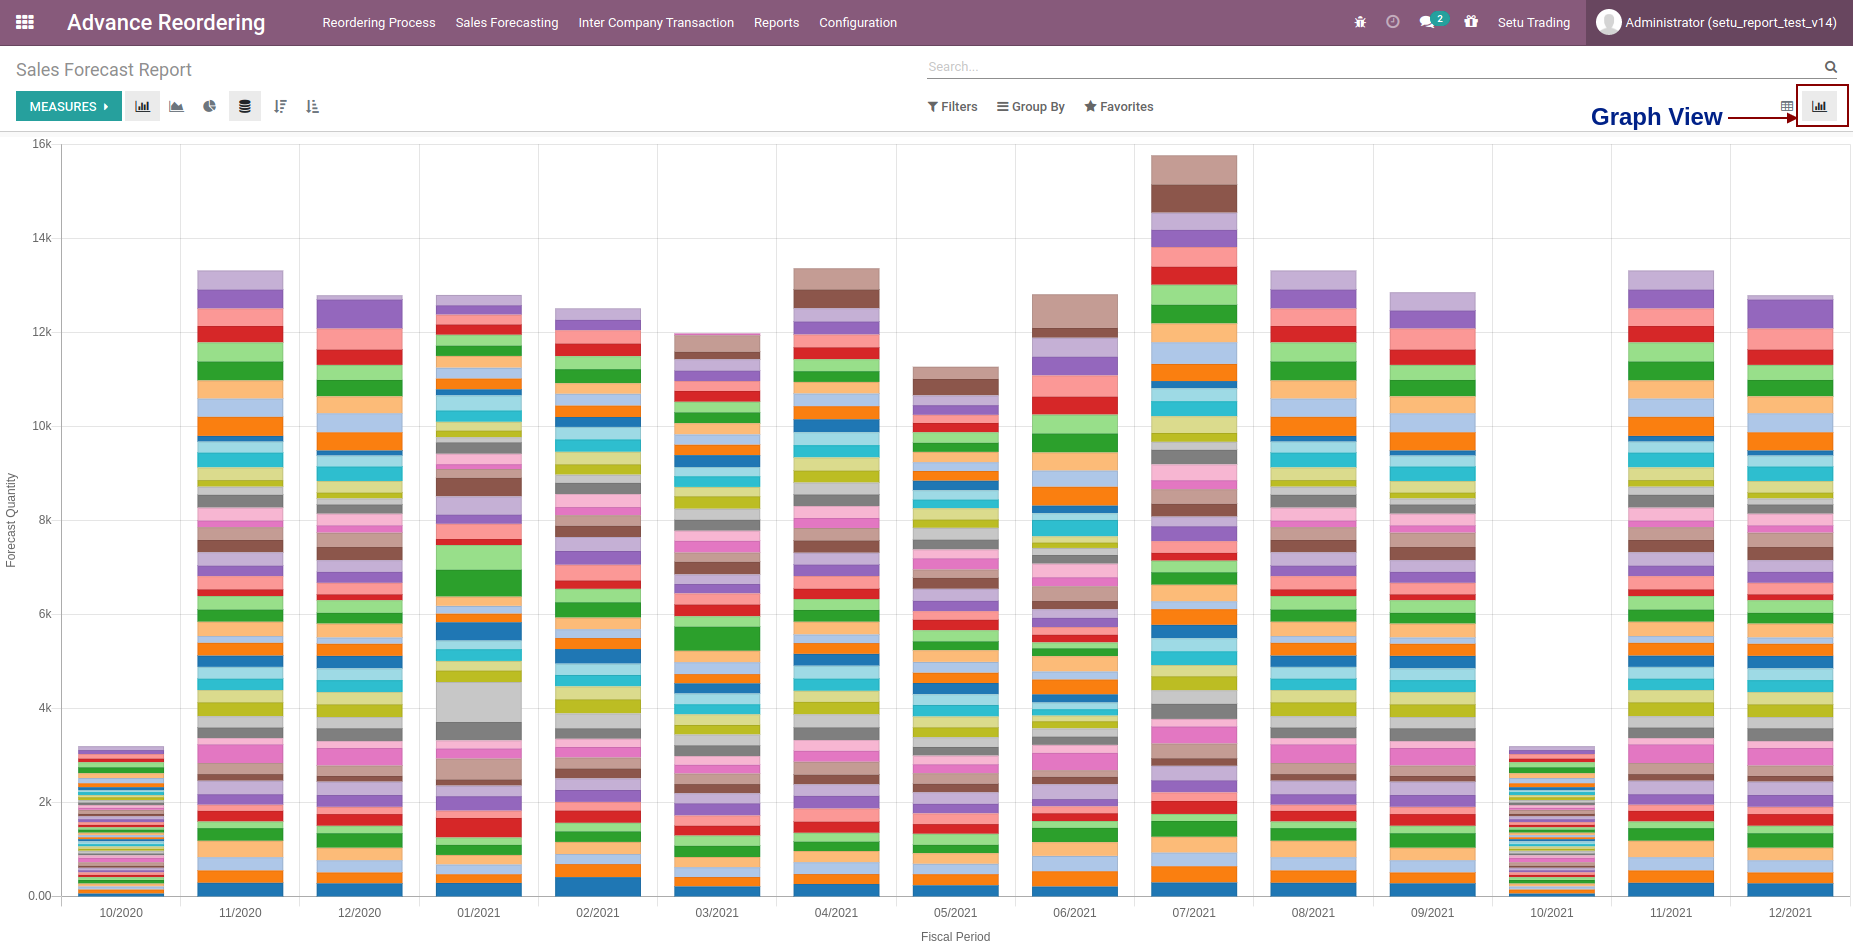 Advance Reordering
Reordering Process
Sales Forecasting
Inter Company Transaction
Reports
Configuration
2
Setu Trading
Administrator (setu_report_test_v14)
Sales Forecast Report
Search...
MEASURES
Filters
Group By
Favorites
Graph View
16k
14k
12k
10k
8k
6k
4k
2k
0.00
Forecast Quantity
10/2020
11/2020
12/2020
01/2021
02/2021
03/2021
04/2021
05/2021
06/2021
07/2021
08/2021
09/2021
10/2021
11/2021
12/2021
Fiscal Period